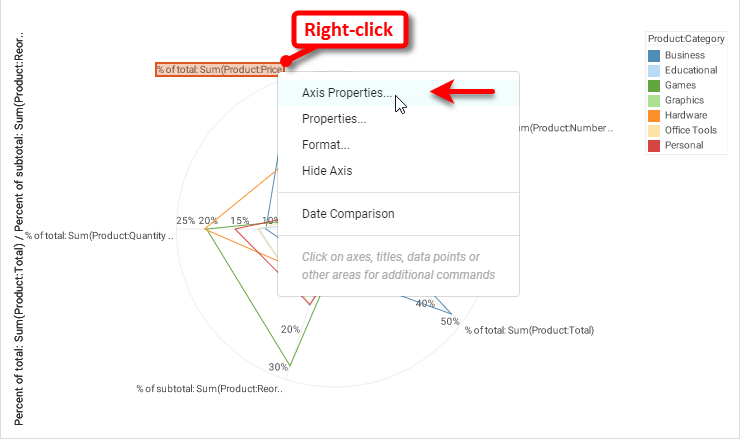 Right-click
% of total: Sum(Product:Price)
Product:Category
Business
Educational
Games
Graphics
Hardware
Office Tools
Personal
Axis Properties...
Properties...
Format...
Hide Axis
Date Comparison
Click on axes, titles, data points or
other areas for additional commands
um(Product:Number ..
25% 20% 15% 10%
% of total: Sum(Product:Quantity ..
40%
50%
20%
% of total: Sum(Product:Total)
30%
% of subtotal: Sum(Product:Reor..
Percent of total: Sum(Product:Total) / Percent of subtotal: Sum(Product:Reor..